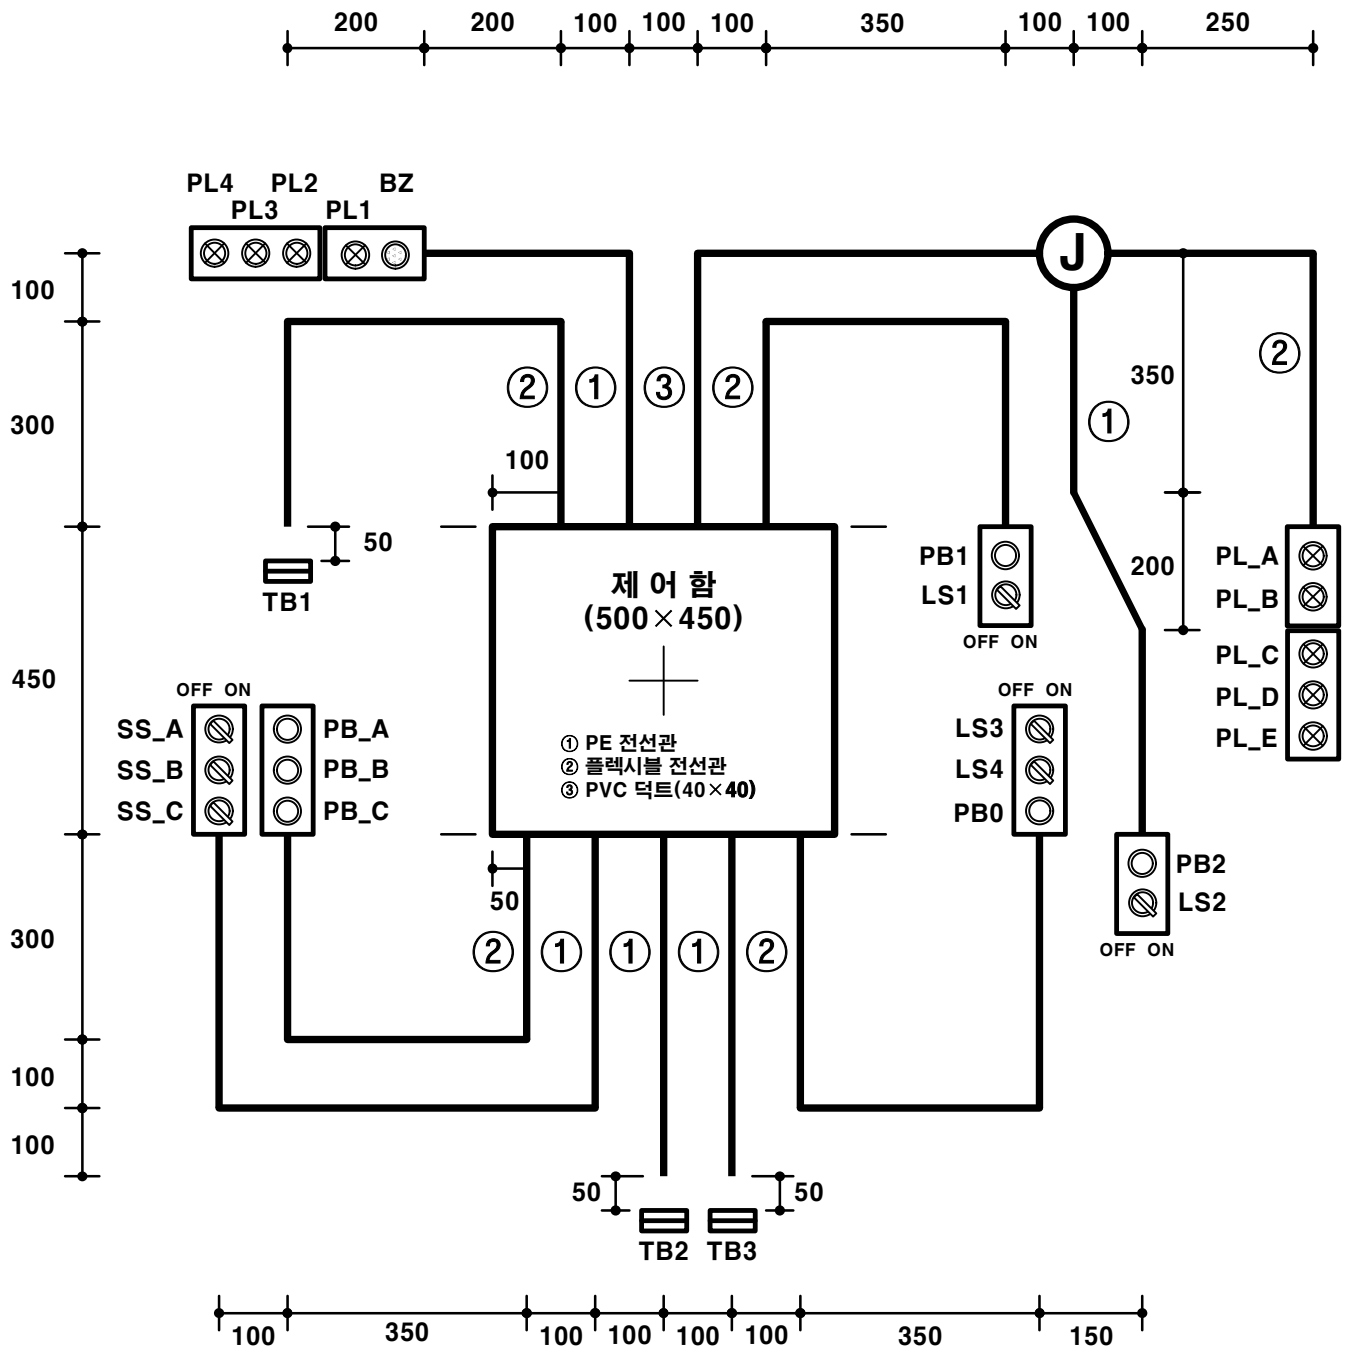 200 200 100 100 100 350 100 100 250
PL4 PL2 BZ
PL3 PL1
J
100
② ① ③ ② ① ②
350
300
100
50
TB1
제 어 함
(500×450)
① PE 전선관
② 플렉시블 전선관
③ PVC 덕트(40×40)
PB1
LS1
OFF ON
200
PL_A
PL_B
PL_C
PL_D
PL_E
450
OFF ON
SS_A PB_A
SS_B PB_B
SS_C PB_C
OFF ON
LS3
LS4
PB0
PB2
LS2
OFF ON
50
300
② ① ① ① ②
100
100
50 50
TB2 TB3
100 350 100 100 100 100 350 150